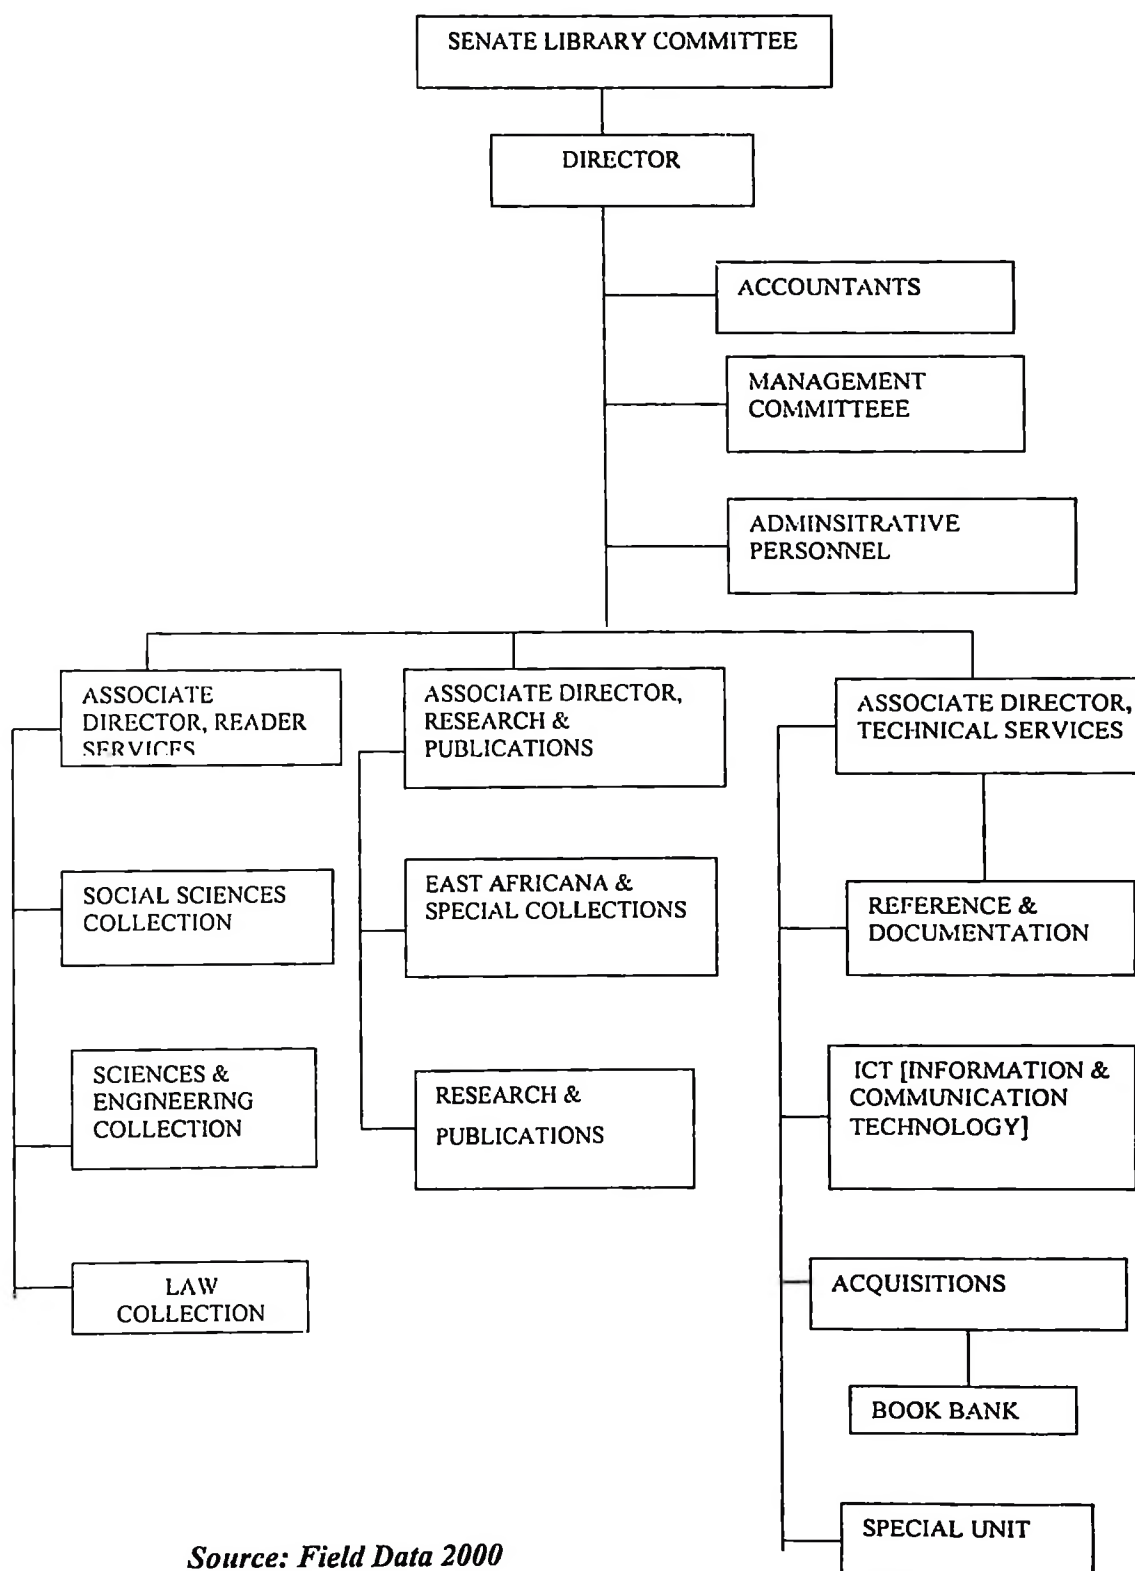 SENATE LIBRARY COMMITTEE
DIRECTOR
ACCOUNTANTS
MANAGEMENT
COMMITTEEE
ADMINSITRATIVE
PERSONNEL
ASSOCIATE
DIRECTOR, READER
SERVICES
ASSOCIATE DIRECTOR,
RESEARCH &
PUBLICATIONS
ASSOCIATE DIRECTOR,
TECHNICAL SERVICES
SOCIAL SCIENCES
COLLECTION
EAST AFRICANA &
SPECIAL COLLECTIONS
REFERENCE &
DOCUMENTATION
SCIENCES &
ENGINEERING
COLLECTION
RESEARCH &
PUBLICATIONS
ICT [INFORMATION &
COMMUNICATION
TECHNOLOGY]
LAW
COLLECTION
ACQUISITIONS
BOOK BANK
SPECIAL UNIT
Source: Field Data 2000